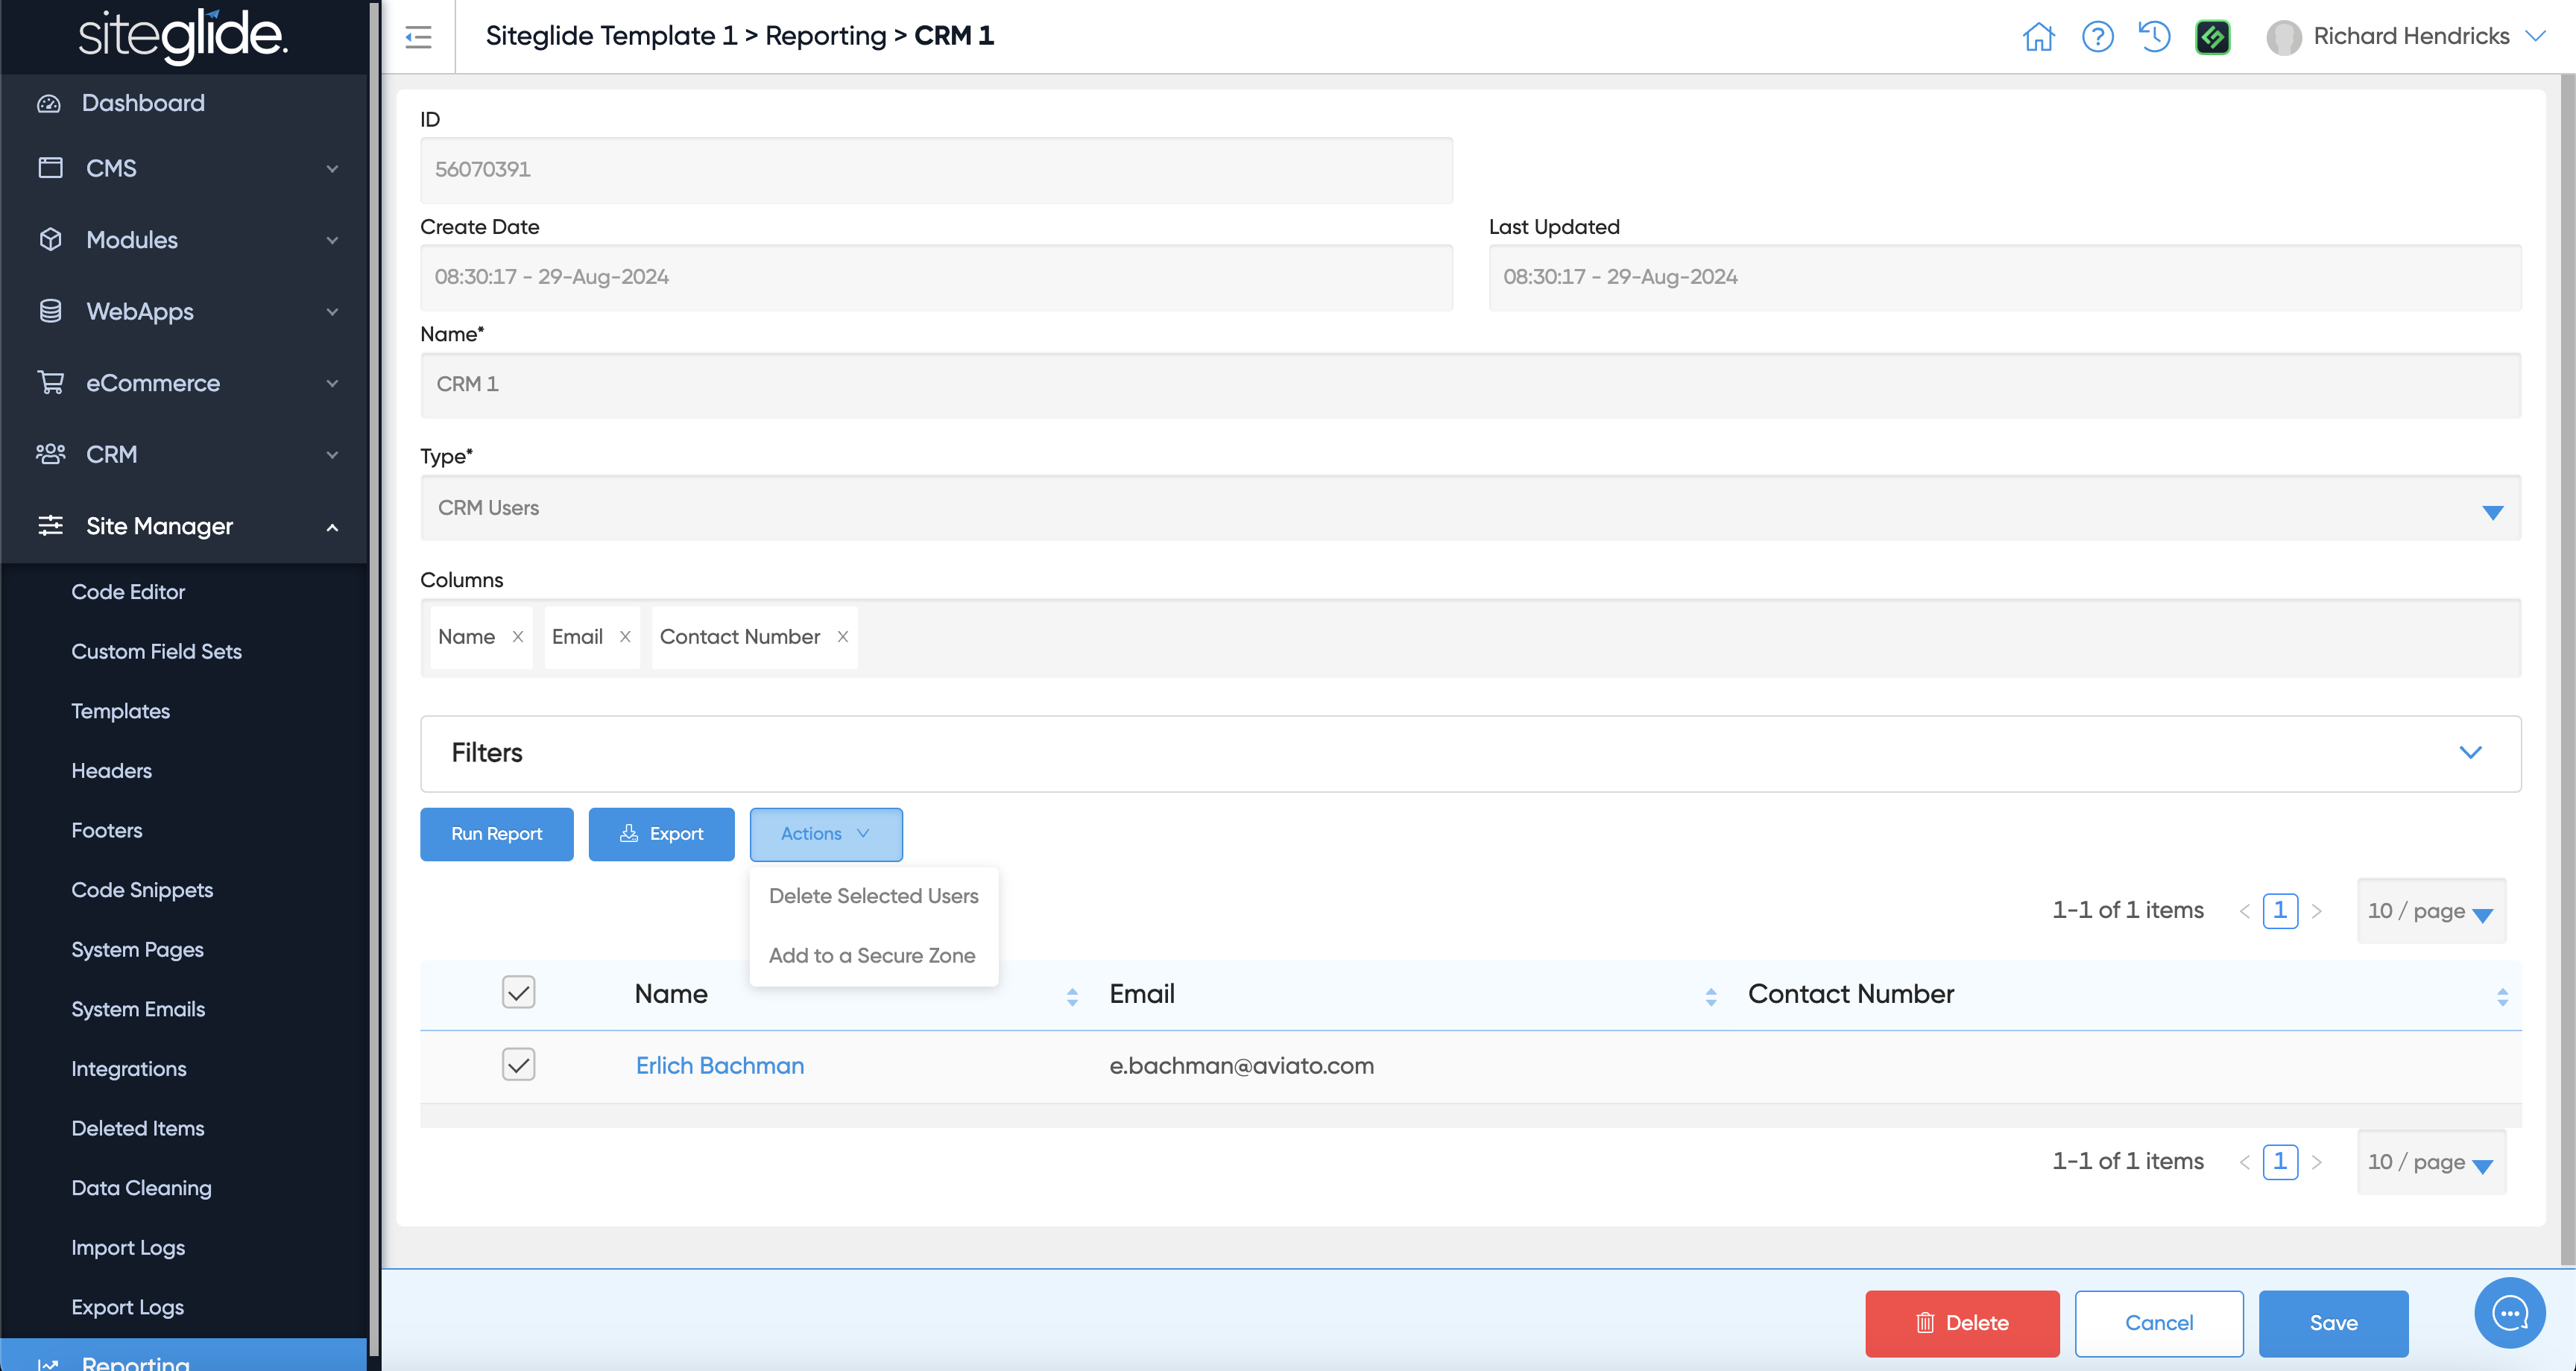 siteglide.
Siteglide Template 1 > Reporting > CRM 1
Richard Hendricks
Dashboard
CMS
Modules
WebApps
eCommerce
CRM
Site Manager
Code Editor
Custom Field Sets
Templates
Headers
Footers
Code Snippets
System Pages
System Emails
Integrations
Deleted Items
Data Cleaning
Import Logs
Export Logs
Reporting
ID
56070391
Create Date
Last Updated
08:30:17 - 29-Aug-2024
08:30:17 - 29-Aug-2024
Name*
CRM 1
Type*
CRM Users
Columns
Name x Email x Contact Number x
Filters
Run Report Export Actions
Delete Selected Users
Add to a Secure Zone
1-1 of 1 items < 1 > 10 / page
Name Email Contact Number
Erlich Bachman e.bachman@aviato.com
1-1 of 1 items < 1 > 10 / page
Delete Cancel Save